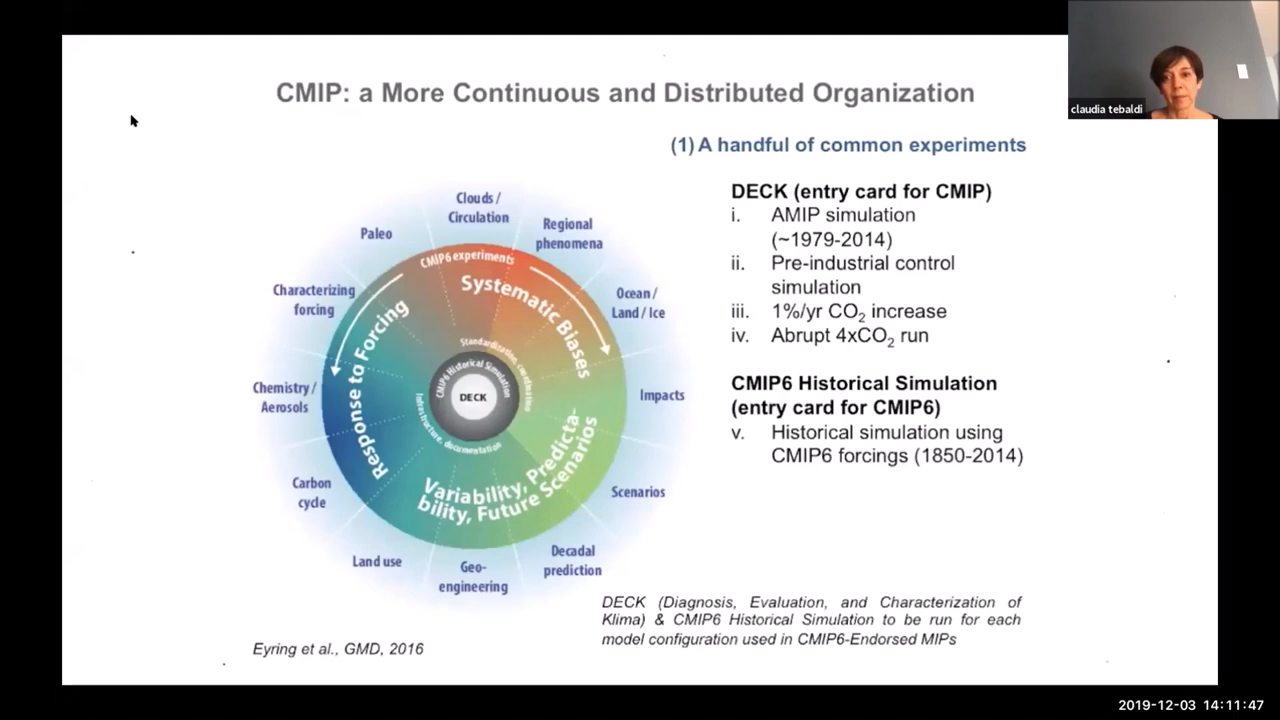 claudia tebaldi
CMIP: a More Continuous and Distributed Organization
(1) A handful of common experiments
DECK (entry card for CMIP)
i. AMIP simulation
(~1979-2014)
ii. Pre-industrial control
simulation
iii. 1%/yr CO₂ increase
iv. Abrupt 4xCO₂ run
CMIP6 Historical Simulation
(entry card for CMIP6)
v. Historical simulation using
CMIP6 forcings (1850-2014)
Clouds /
Circulation
Regional
phenomena
Ocean /
Land / Ice
Impacts
Scenarios
Decadal
prediction
Geo-
engineering
Land use
Carbon
cycle
Chemistry /
Aerosols
Characterizing
forcing
Paleo
CMIP6 experiments
Systematic Biases
Variability, Predicta-
bility, Future Scenarios
Response to Forcing
Standardization, coordination
Infrastructure, documentation
CMIP6 Historical Simulation
DECK
DECK (Diagnosis, Evaluation, and Characterization of
Klima) & CMIP6 Historical Simulation to be run for each
model configuration used in CMIP6-Endorsed MIPs
Eyring et al., GMD, 2016
2019-12-03 14:11:47